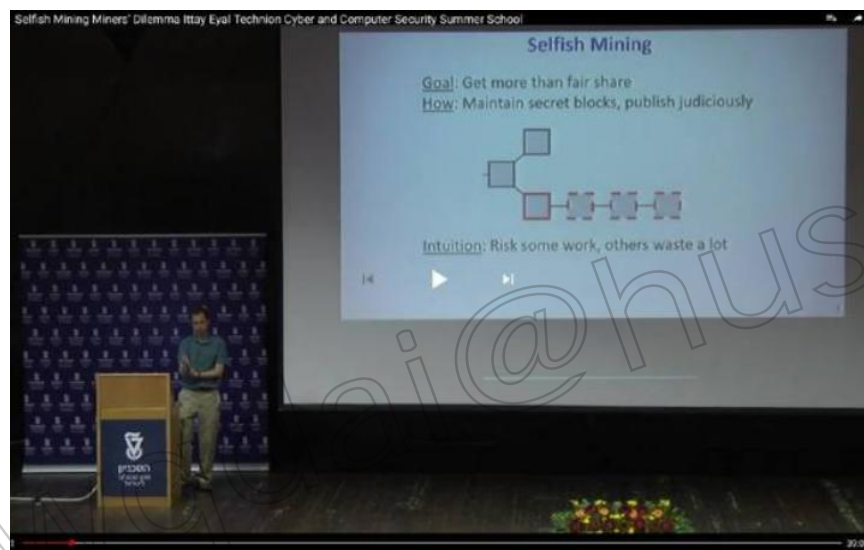 Selfish Mining Miners' Dilemma Ittay Eyal Technion Cyber and Computer Security Summer School
Selfish Mining
Goal: Get more than fair share
How: Maintain secret blocks, publish judiciously
Intuition: Risk some work, others waste a lot
הטכניון